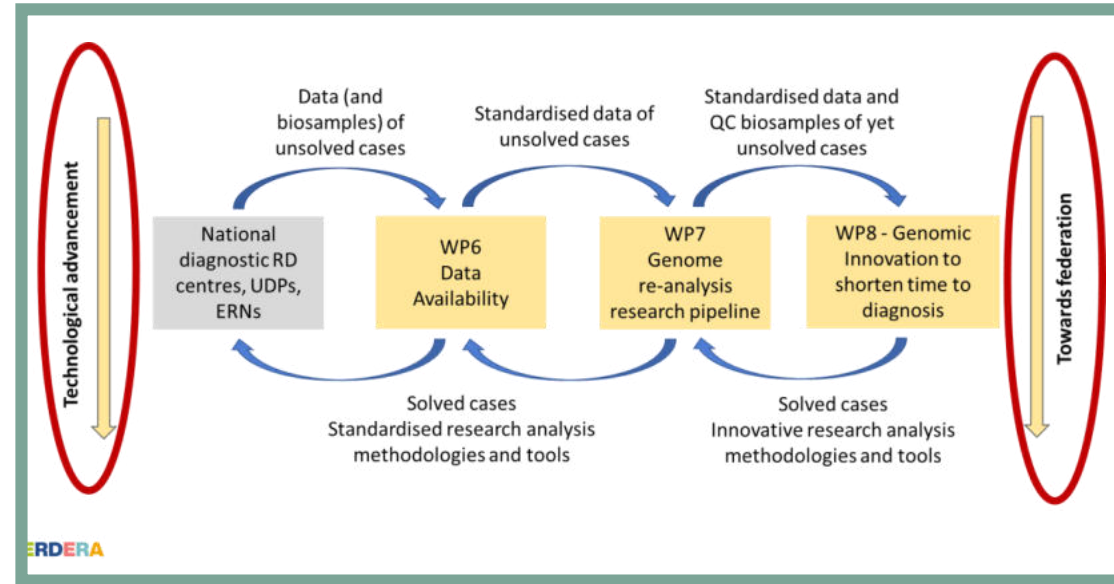 Technological advancement
Data (and
biosamples) of
unsolved cases
Standardised data of
unsolved cases
Standardised data and
QC biosamples of yet
unsolved cases
National
diagnostic RD
centres, UDPs,
ERNs
WP6
Data
Availability
WP7
Genome
re-analysis
research pipeline
WP8 - Genomic
Innovation to
shorten time to
diagnosis
Solved cases
Standardised research analysis
methodologies and tools
Solved cases
Innovative research analysis
methodologies and tools
Towards federation
ERDERA